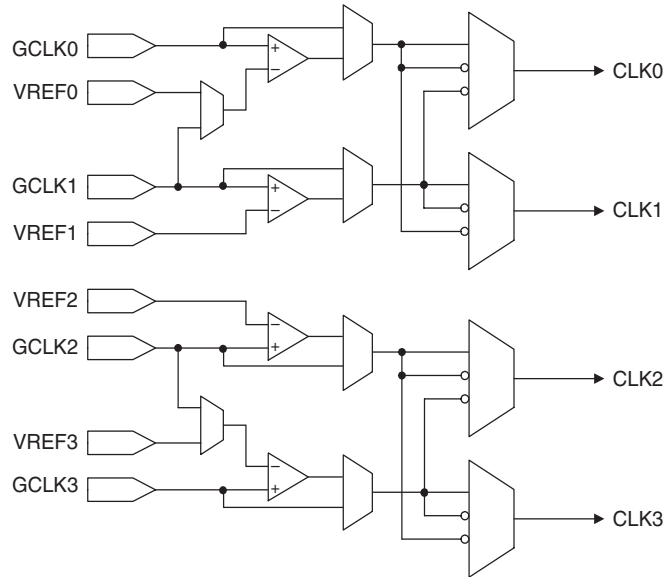 GCLK0
+
−
CLK0
VREF0
GCLK1
+
−
CLK1
VREF1
VREF2
−
+
GCLK2
CLK2
VREF3
−
+
GCLK3
CLK3